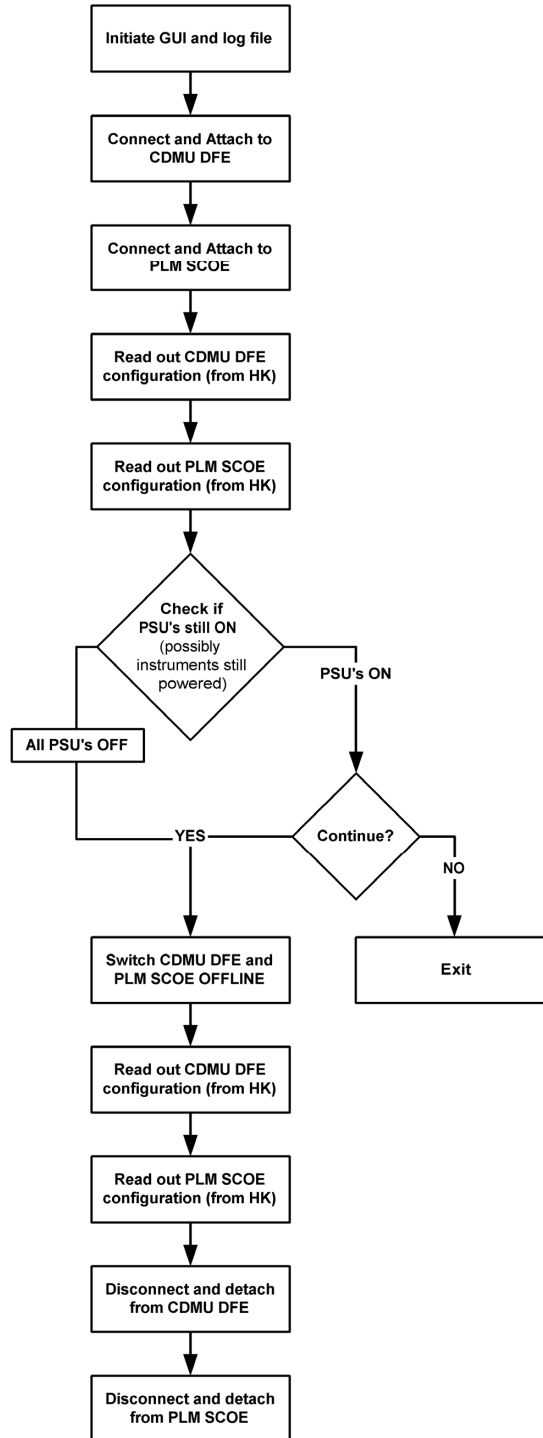 Initiate GUI and log file
Connect and Attach to
CDMU DFE
Connect and Attach to
PLM SCOE
Read out CDMU DFE
configuration (from HK)
Read out PLM SCOE
configuration (from HK)
Check if
PSU's still ON
(possibly
instruments still
powered)
PSU's ON
All PSU's OFF
YES
Continue?
NO
Switch CDMU DFE and
PLM SCOE OFFLINE
Exit
Read out CDMU DFE
configuration (from HK)
Read out PLM SCOE
configuration (from HK)
Disconnect and detach
from CDMU DFE
Disconnect and detach
from PLM SCOE